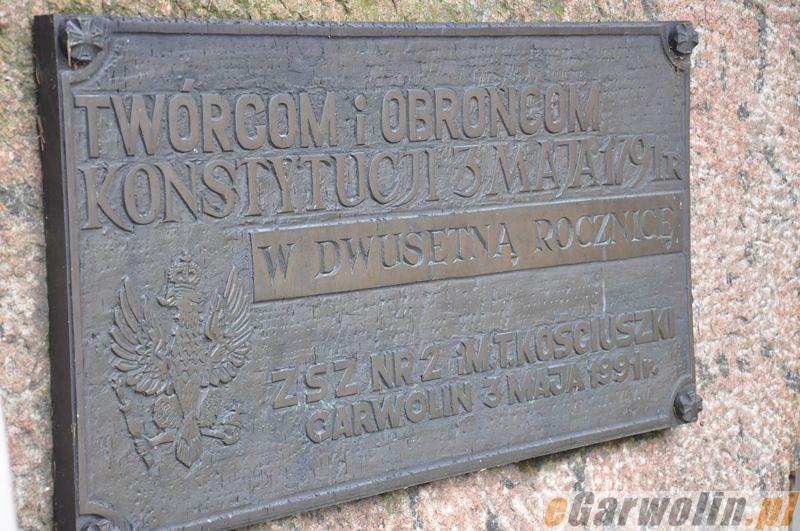 TWÓRCOM i OBROŃCOM
KONSTYTUCJI 3 MAJA 1791 R.
W DWUSETNĄ ROCZNICĘ
ZSZ NR 2 iM. T. KOŚCIUSZKI
GARWOLIN 3 MAJA 1991 r.
eGarwolin.pl